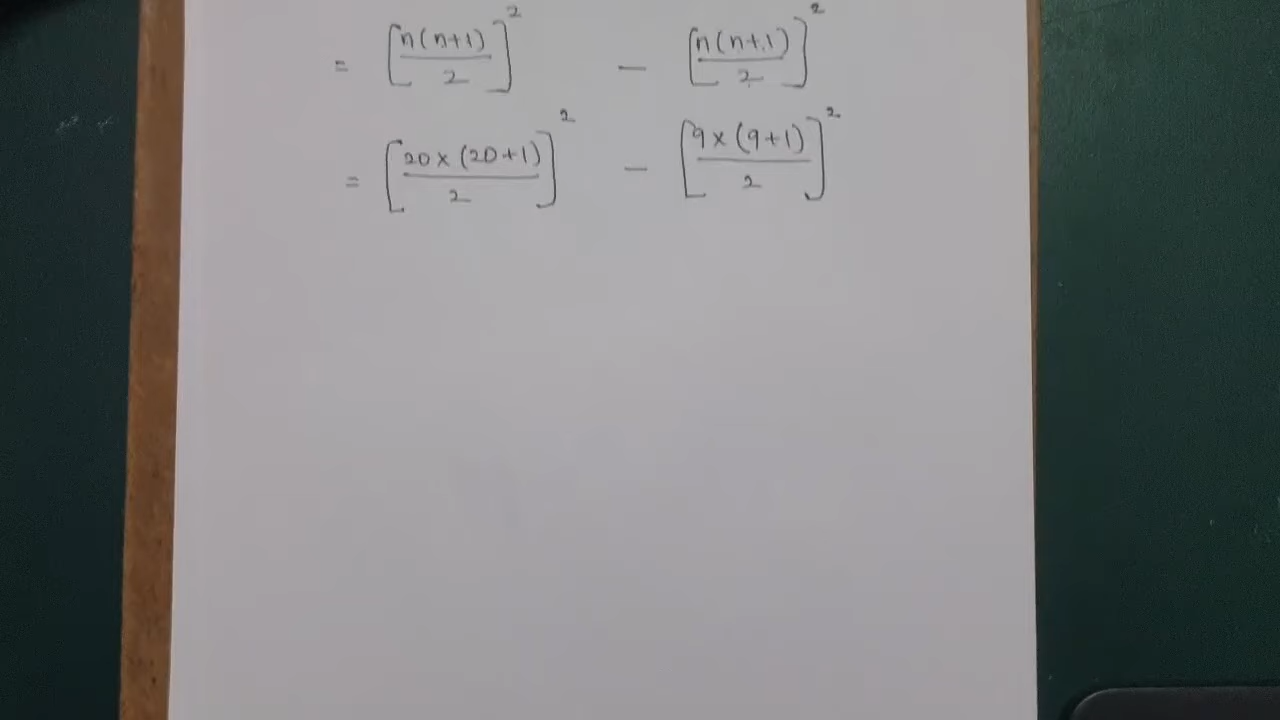 = [n(n+1)/2]² − [n(n+1)/2]²
= [20×(20+1)/2]² − [9×(9+1)/2]²